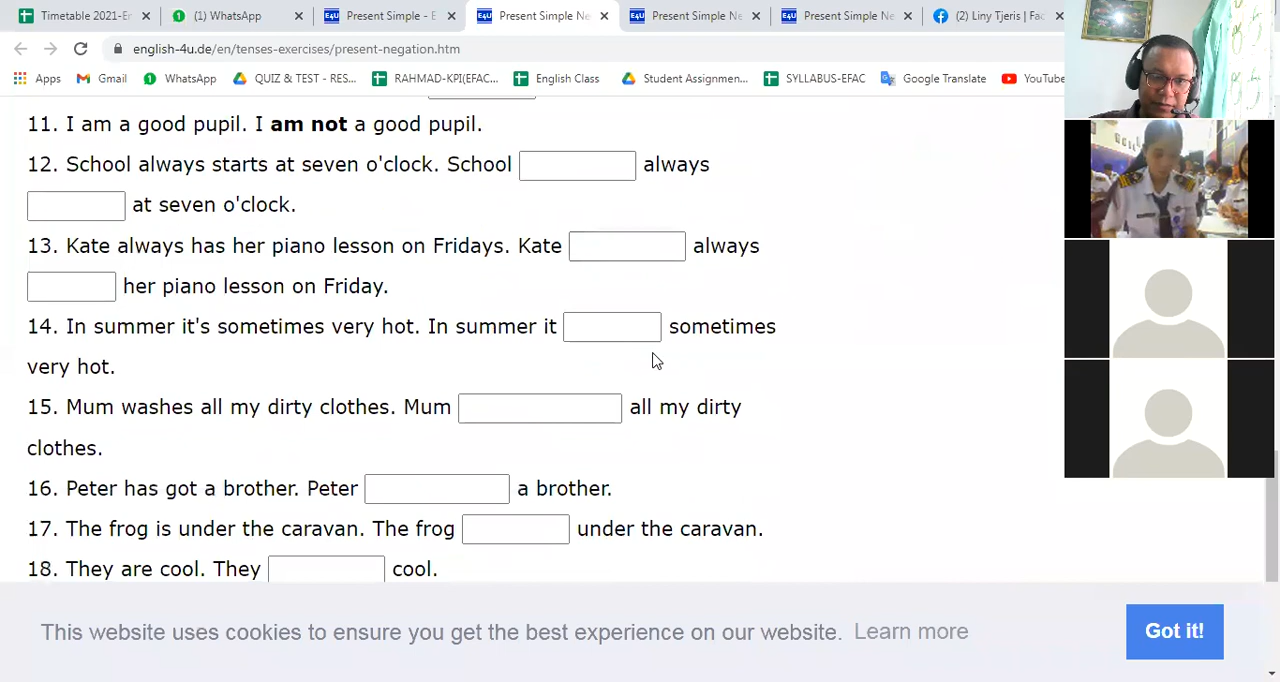 Timetable 2021-E
(1) WhatsApp
Present Simple - E
Present Simple Ne
Present Simple Ne
Present Simple Ne
(2) Liny Tjeris | Fac
english-4u.de/en/tenses-exercises/present-negation.htm
Apps Gmail WhatsApp QUIZ & TEST - RES... RAHMAD-KPI(EFAC... English Class Student Assignmen... SYLLABUS-EFAC Google Translate YouTube
11. I am a good pupil. I am not a good pupil.
12. School always starts at seven o'clock. School always
at seven o'clock.
13. Kate always has her piano lesson on Fridays. Kate always
her piano lesson on Friday.
14. In summer it's sometimes very hot. In summer it sometimes
very hot.
15. Mum washes all my dirty clothes. Mum all my dirty
clothes.
16. Peter has got a brother. Peter a brother.
17. The frog is under the caravan. The frog under the caravan.
18. They are cool. They cool.
This website uses cookies to ensure you get the best experience on our website. Learn more
Got it!